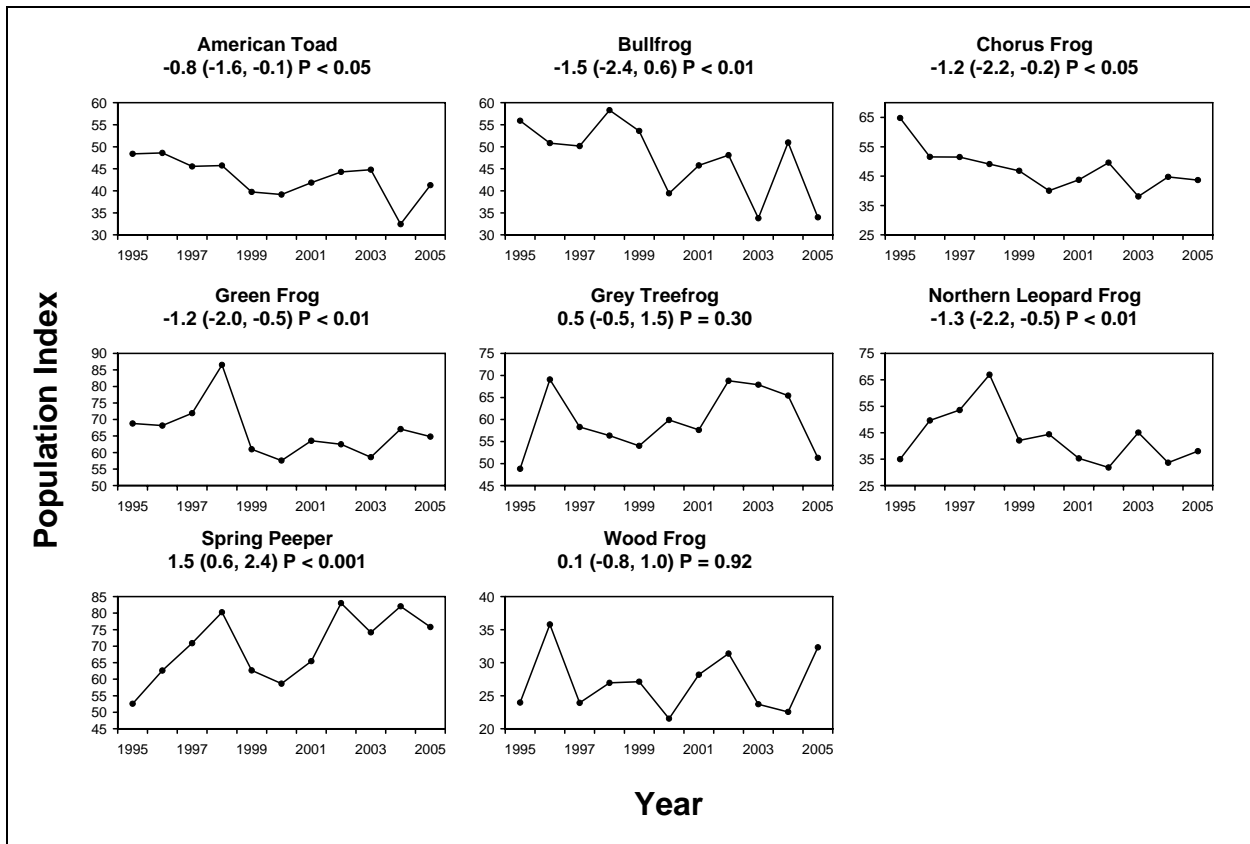 American Toad
-0.8 (-1.6, -0.1) P < 0.05
60
55
50
45
40
35
30
1995 1997 1999 2001 2003 2005
Bullfrog
-1.5 (-2.4, 0.6) P < 0.01
60
55
50
45
40
35
30
1995 1997 1999 2001 2003 2005
Chorus Frog
-1.2 (-2.2, -0.2) P < 0.05
65
55
45
35
25
1995 1997 1999 2001 2003 2005
Population Index
Green Frog
-1.2 (-2.0, -0.5) P < 0.01
90
85
80
75
70
65
60
55
50
1995 1997 1999 2001 2003 2005
Grey Treefrog
0.5 (-0.5, 1.5) P = 0.30
75
70
65
60
55
50
45
1995 1997 1999 2001 2003 2005
Northern Leopard Frog
-1.3 (-2.2, -0.5) P < 0.01
75
65
55
45
35
25
1995 1997 1999 2001 2003 2005
Spring Peeper
1.5 (0.6, 2.4) P < 0.001
85
80
75
70
65
60
55
50
45
1995 1997 1999 2001 2003 2005
Wood Frog
0.1 (-0.8, 1.0) P = 0.92
40
35
30
25
20
1995 1997 1999 2001 2003 2005
Year